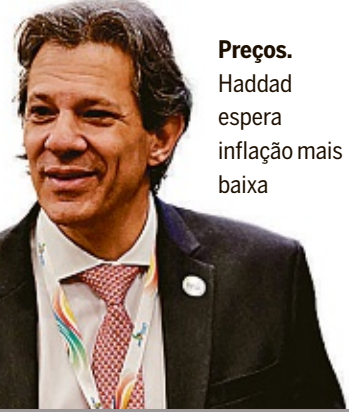 Preços.
Haddad
espera
inflação mais
baixa